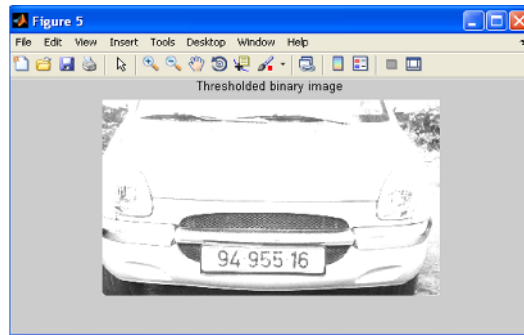 Figure 5
File Edit View Insert Tools Desktop Window Help
Thresholded binary image
94 955 16